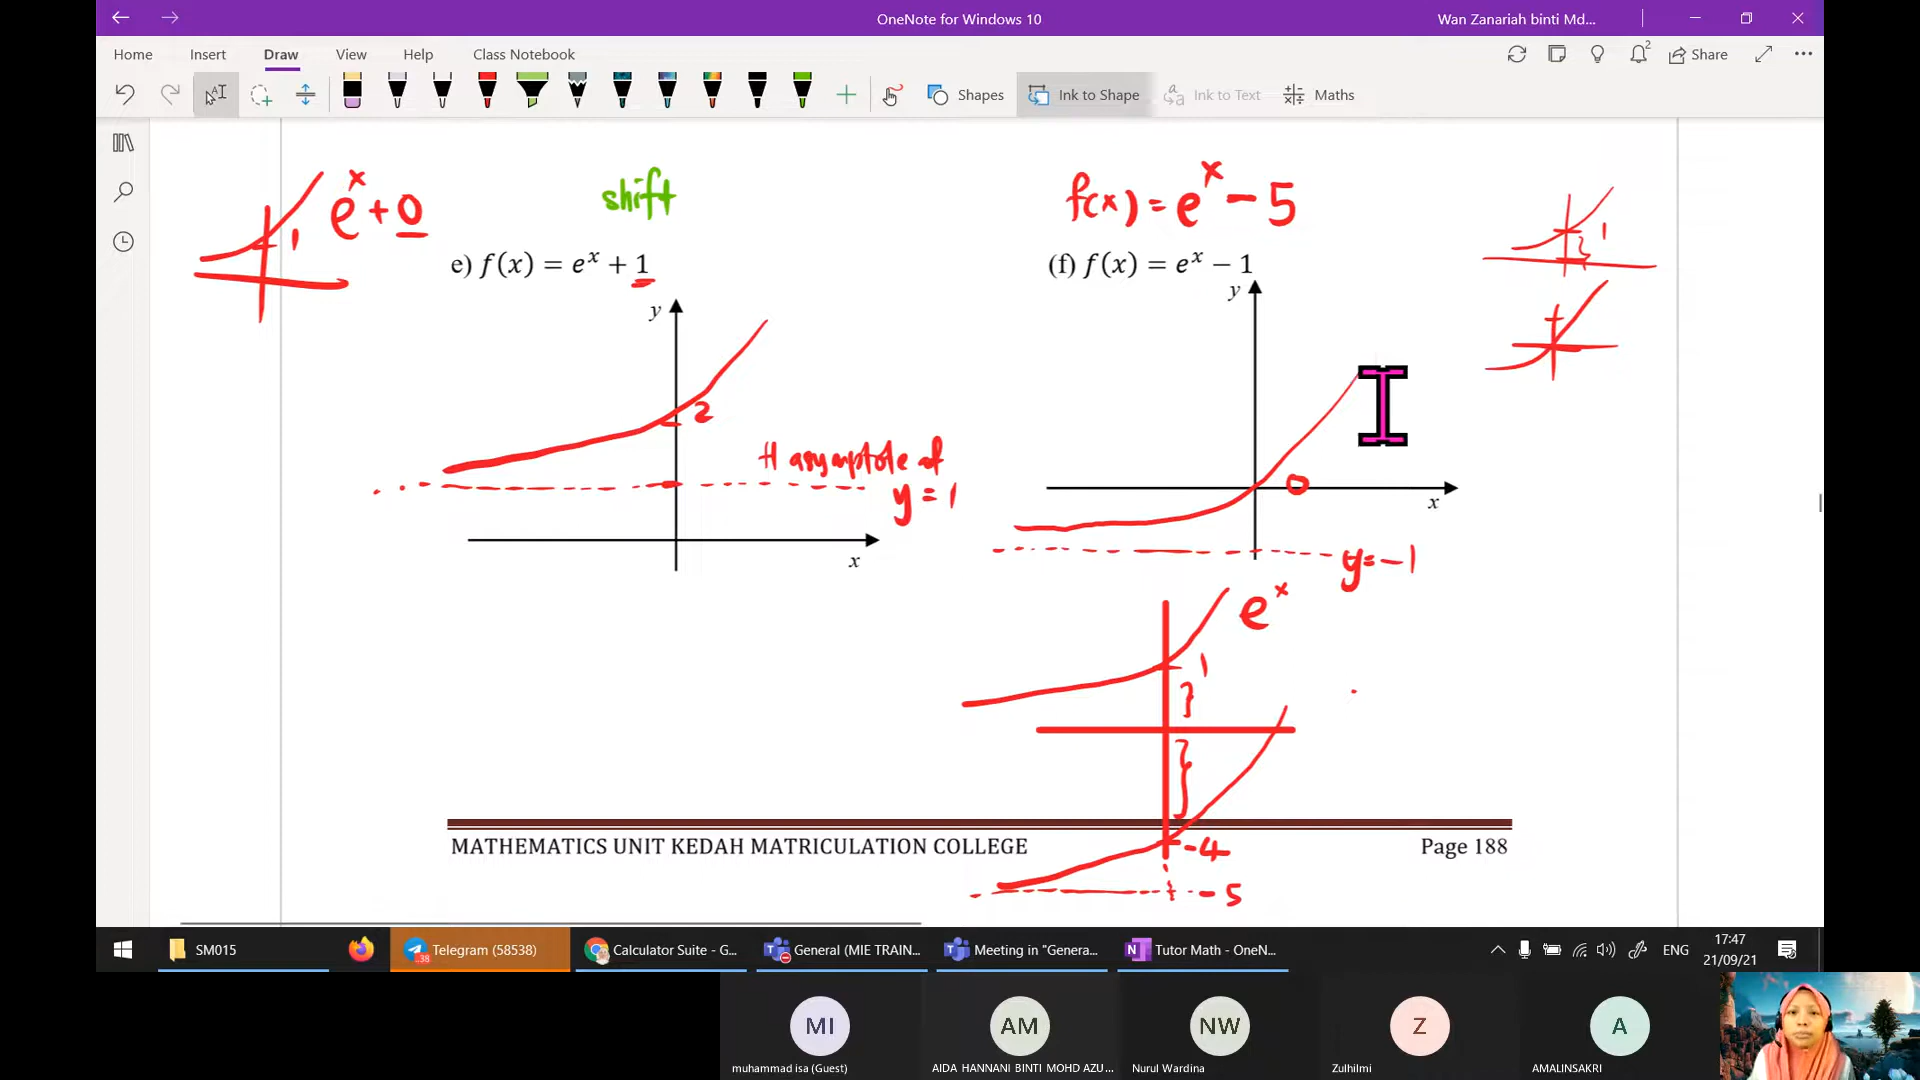 OneNote for Windows 10
Wan Zanariah binti Md...
Home Insert Draw View Help Class Notebook
2
Share
Shapes
Ink to Shape
Ink to Text
Maths
e^x + 0
1
shift
f(x) = e^x - 5
1
e) f(x) = e^x + 1
(f) f(x) = e^x − 1
y
y
2
H asymptote at
y = 1
0
x
x
y = -1
e^x
1
-4
-5
MATHEMATICS UNIT KEDAH MATRICULATION COLLEGE
Page 188
SM015
Telegram (58538)
Calculator Suite - G...
General (MIE TRAIN...
Meeting in "Genera...
Tutor Math - OneN...
ENG
17:47
21/09/21
MI AM NW Z A
muhammad isa (Guest)
AIDA HANNANI BINTI MOHD AZU...
Nurul Wardina
Zulhilmi
AMALINSAKRI